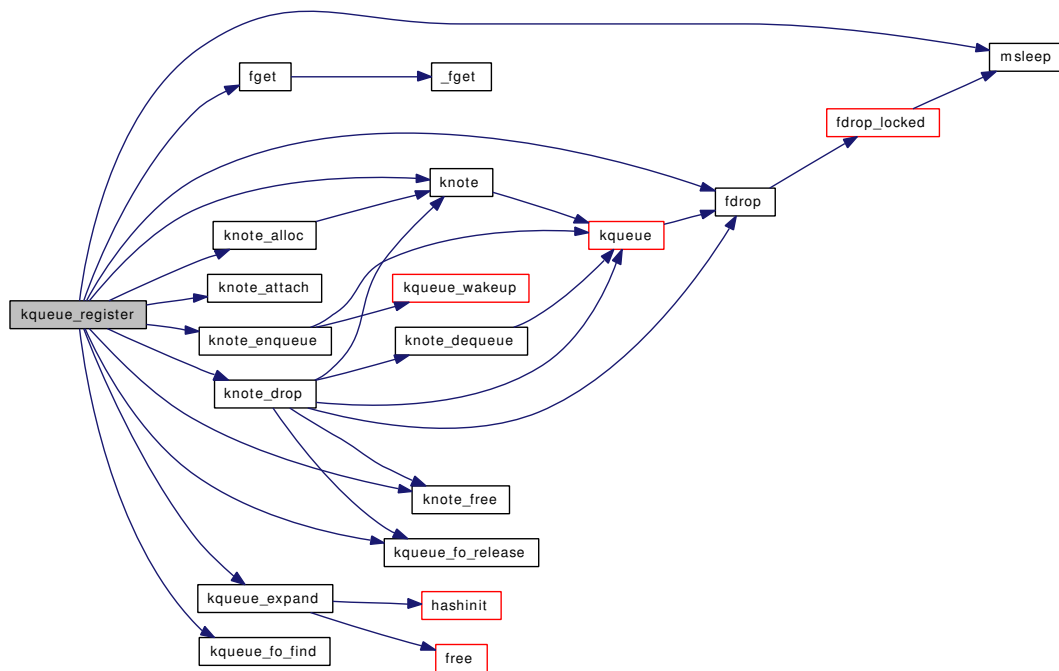 msleep
fget
_fget
fdrop_locked
knote
fdrop
knote_alloc
kqueue
knote_attach
kqueue_wakeup
kqueue_register
knote_enqueue
knote_dequeue
knote_drop
knote_free
kqueue_fo_release
kqueue_expand
hashinit
kqueue_fo_find
free